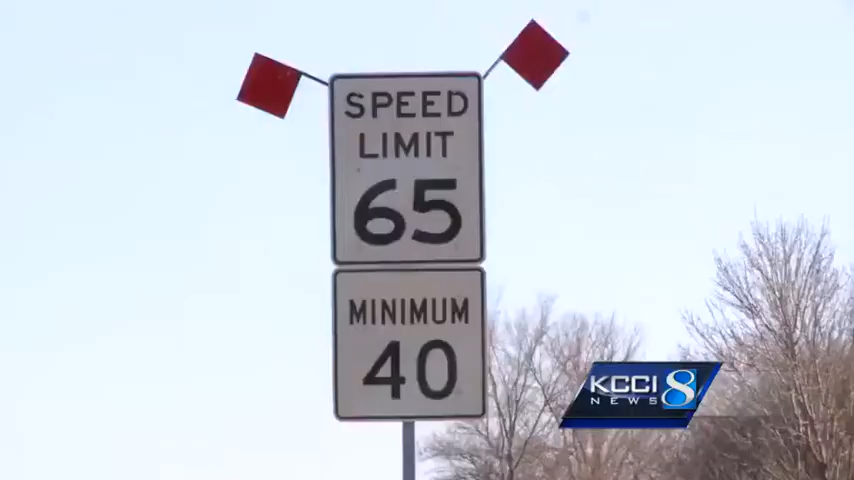 SPEED
LIMIT
65
MINIMUM
40
KCCI 8
NEWS